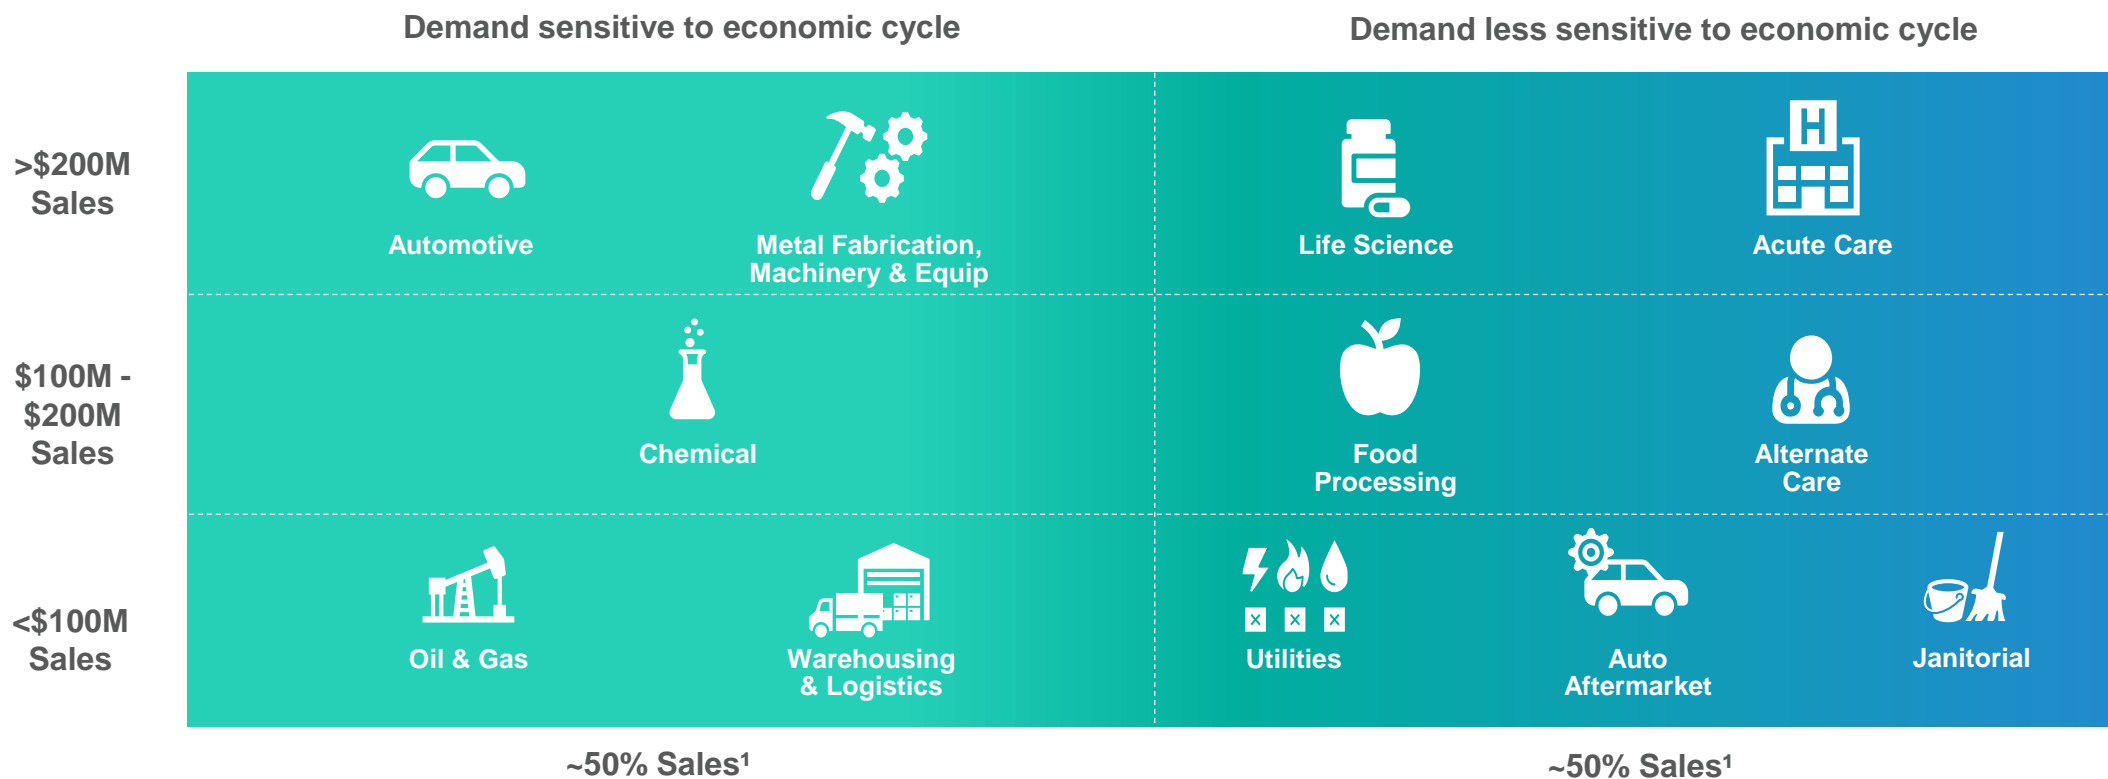 Demand sensitive to economic cycle
Demand less sensitive to economic cycle
>$200M
Sales
Automotive
Metal Fabrication,
Machinery & Equip
Life Science
H
Acute Care
$100M -
$200M
Sales
Chemical
Food
Processing
Alternate
Care
<$100M
Sales
Oil & Gas
Warehousing
& Logistics
Utilities
Auto
Aftermarket
Janitorial
~50% Sales¹
~50% Sales¹